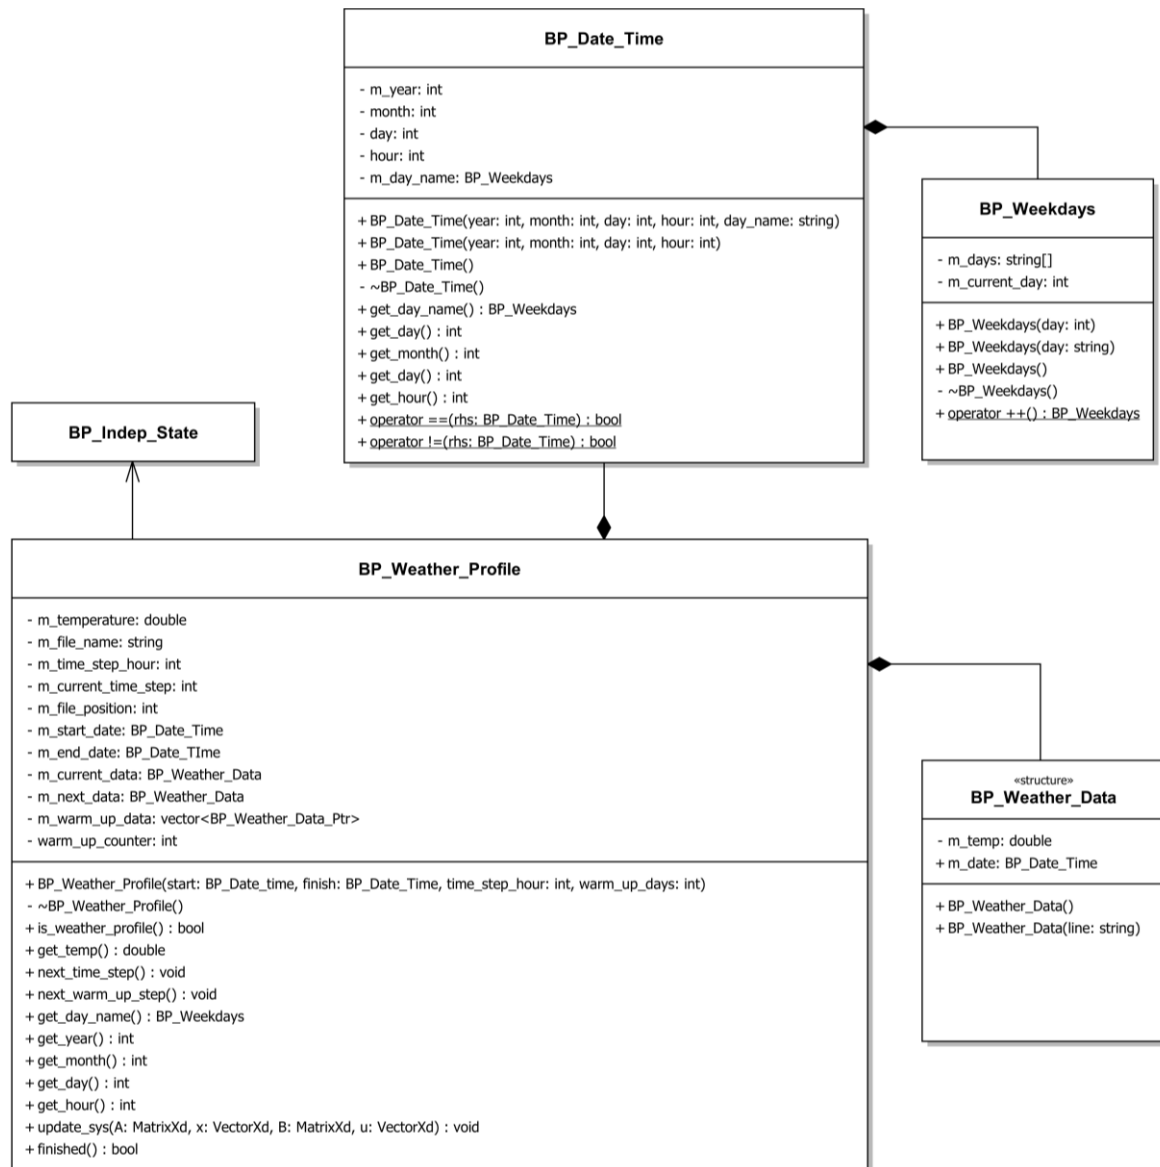 BP_Date_Time
- m_year: int
- month: int
- day: int
- hour: int
- m_day_name: BP_Weekdays
+ BP_Date_Time(year: int, month: int, day: int, hour: int, day_name: string)
+ BP_Date_Time(year: int, month: int, day: int, hour: int)
+ BP_Date_Time()
- ~BP_Date_Time()
+ get_day_name() : BP_Weekdays
+ get_day() : int
+ get_month() : int
+ get_day() : int
+ get_hour() : int
+ operator ==(rhs: BP_Date_Time) : bool
+ operator !=(rhs: BP_Date_Time) : bool
BP_Weekdays
- m_days: string[]
- m_current_day: int
+ BP_Weekdays(day: int)
+ BP_Weekdays(day: string)
+ BP_Weekdays()
- ~BP_Weekdays()
+ operator ++() : BP_Weekdays
BP_Indep_State
BP_Weather_Profile
- m_temperature: double
- m_file_name: string
- m_time_step_hour: int
- m_current_time_step: int
- m_file_position: int
- m_start_date: BP_Date_Time
- m_end_date: BP_Date_TIme
- m_current_data: BP_Weather_Data
- m_next_data: BP_Weather_Data
- m_warm_up_data: vector<BP_Weather_Data_Ptr>
- warm_up_counter: int
+ BP_Weather_Profile(start: BP_Date_time, finish: BP_Date_Time, time_step_hour: int, warm_up_days: int)
- ~BP_Weather_Profile()
+ is_weather_profile() : bool
+ get_temp() : double
+ next_time_step() : void
+ next_warm_up_step() : void
+ get_day_name() : BP_Weekdays
+ get_year() : int
+ get_month() : int
+ get_day() : int
+ get_hour() : int
+ update_sys(A: MatrixXd, x: VectorXd, B: MatrixXd, u: VectorXd) : void
+ finished() : bool
«structure»
BP_Weather_Data
- m_temp: double
+ m_date: BP_Date_Time
+ BP_Weather_Data()
+ BP_Weather_Data(line: string)